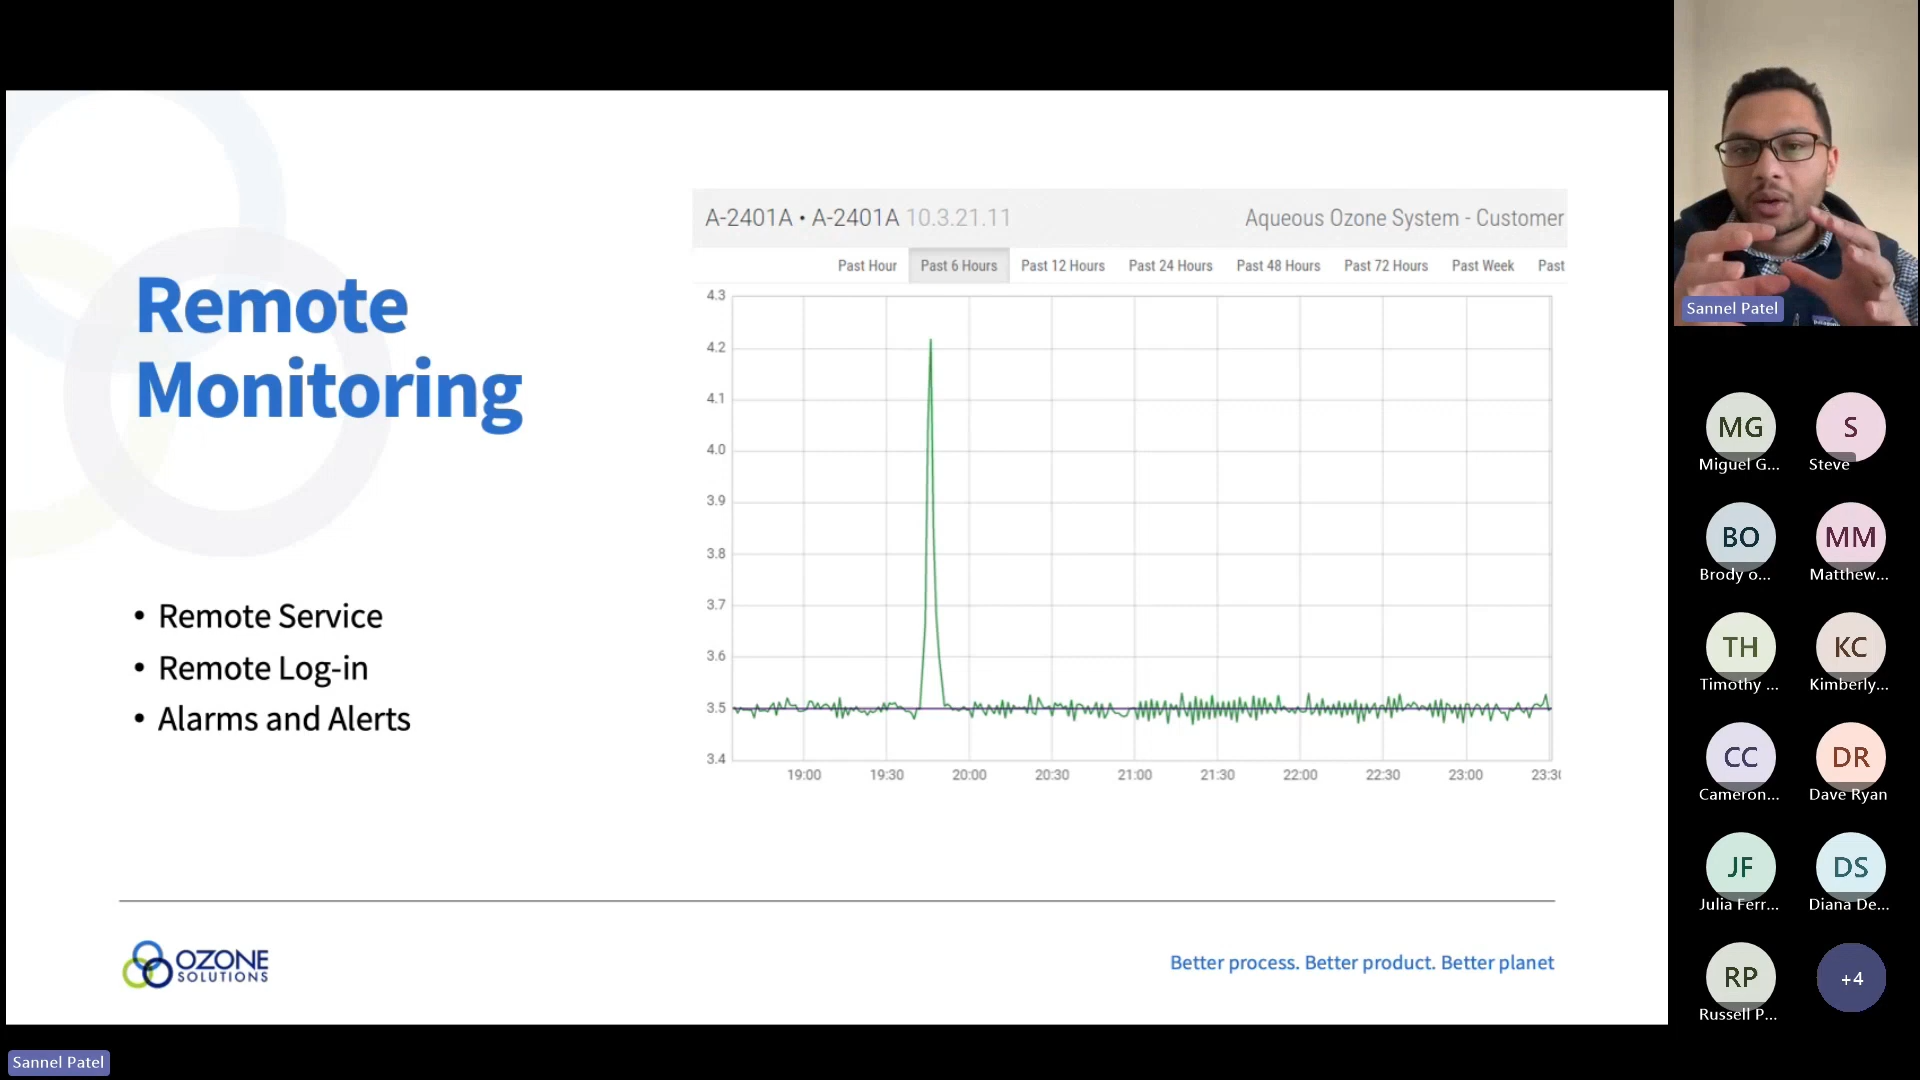 Remote
Monitoring
• Remote Service
• Remote Log-in
• Alarms and Alerts
A-2401A • A-2401A 10.3.21.11
Aqueous Ozone System - Customer
Past Hour Past 6 Hours Past 12 Hours Past 24 Hours Past 48 Hours Past 72 Hours Past Week Past
4.3
4.2
4.1
4.0
3.9
3.8
3.7
3.6
3.5
3.4
19:00 19:30 20:00 20:30 21:00 21:30 22:00 22:30 23:00 23:30
OZONE
SOLUTIONS
Better process. Better product. Better planet
Sannel Patel
Sannel Patel
MG S
Miguel G... Steve
BO MM
Brody o... Matthew...
TH KC
Timothy ... Kimberly...
CC DR
Cameron... Dave Ryan
JF DS
Julia Ferr... Diana De...
RP +4
Russell P...